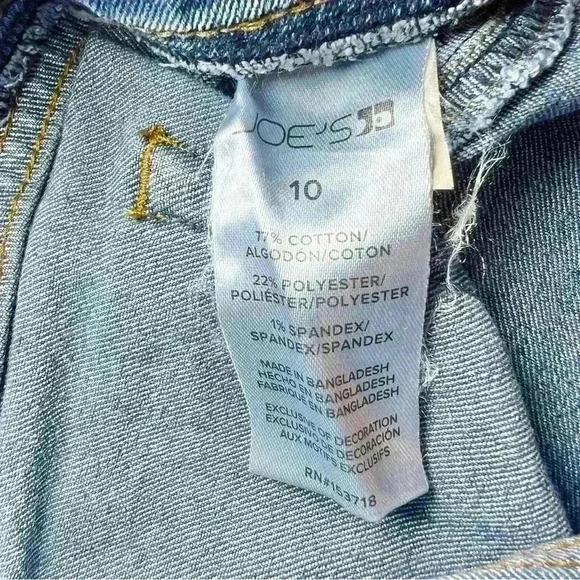 JOE'S
10
77% COTTON/
ALGODÓN/COTON
22% POLYESTER/
POLIÉSTER/POLYESTER
1% SPANDEX/
SPANDEX/SPANDEX
MADE IN BANGLADESH
HECHO EN BANGLADESH
FABRIQUÉ EN BANGLADESH
EXCLUSIVE OF DECORATION
EXCLUSIVO DE DECORACIÓN
AUX MOTIFS EXCLUSIFS
RN#153718